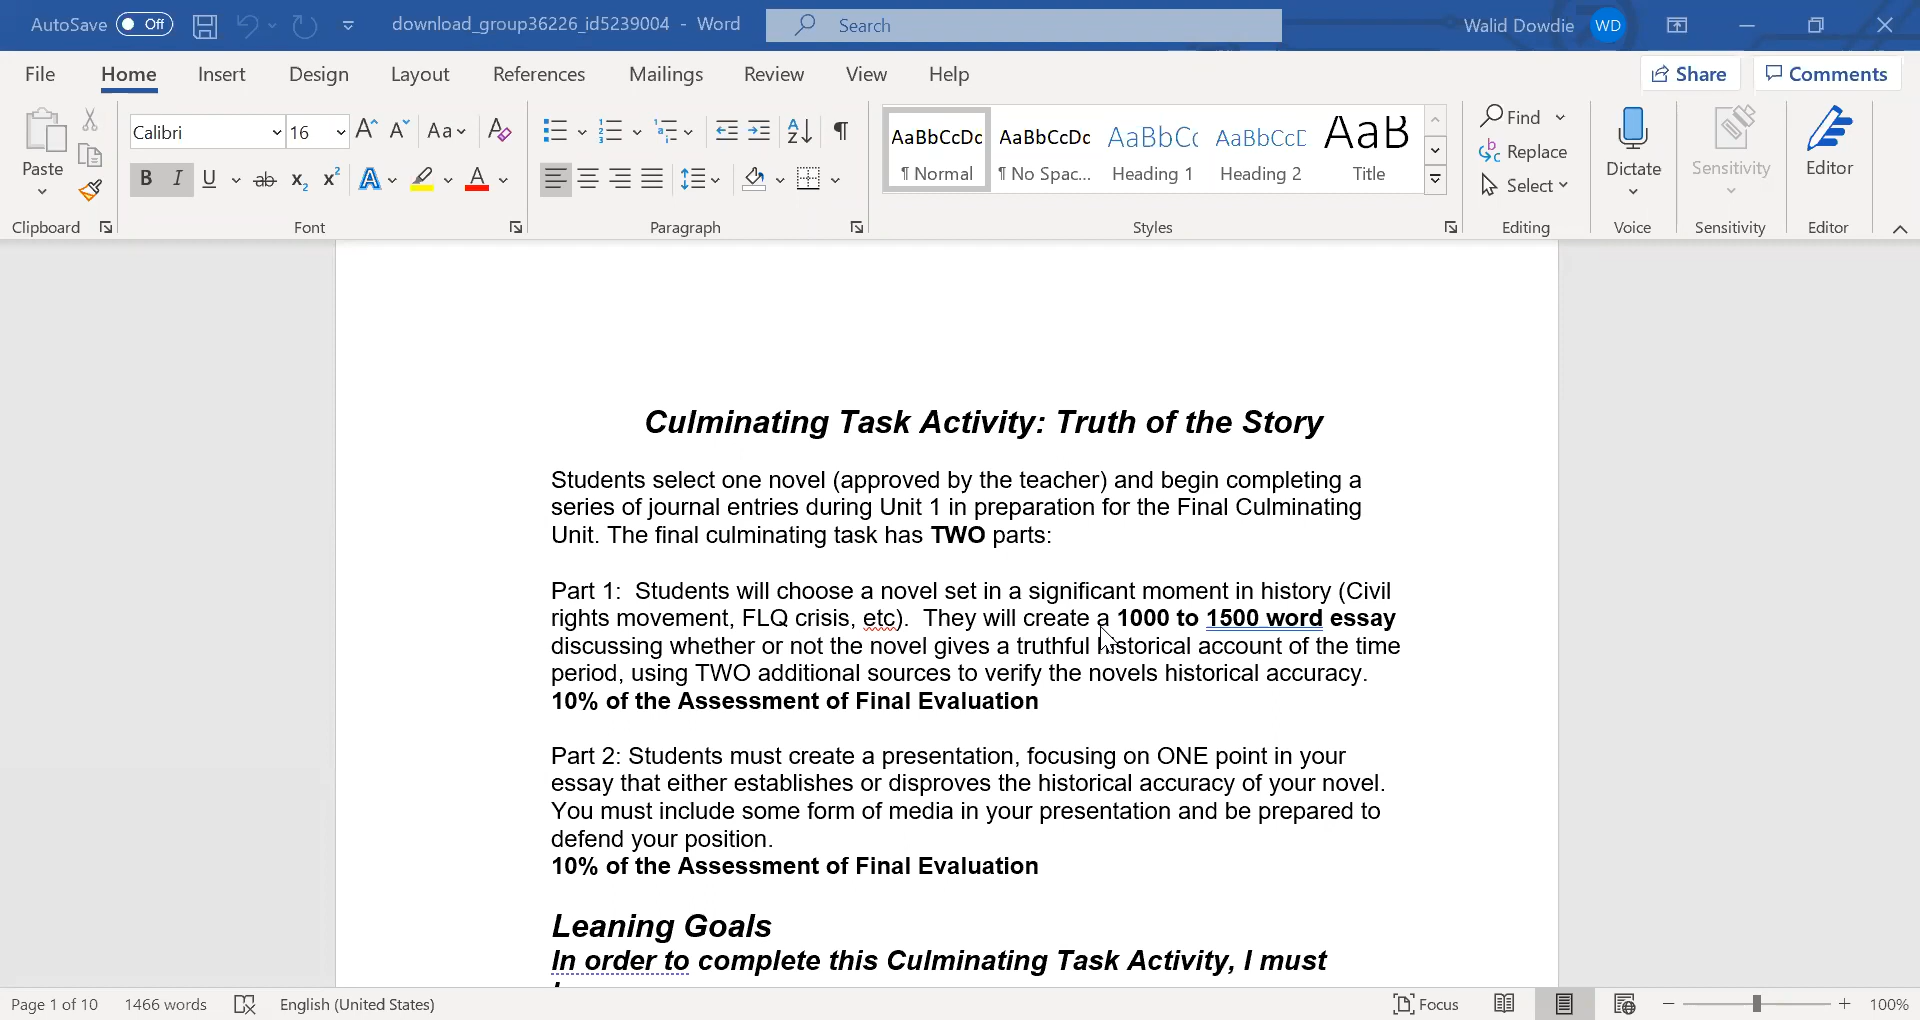 AutoSave Off download_group36226_id5239004 - Word Search Walid Dowdie WD
File Home Insert Design Layout References Mailings Review View Help Share Comments
Calibri 16 Aa AaBbCcDc AaBbCcDc AaBbCc AaBbCcE AaB Find
Paste Replace Dictate Sensitivity Editor
B I U ab x2 x2 A A ¶ Normal ¶ No Spac... Heading 1 Heading 2 Title Select
Clipboard Font Paragraph Styles Editing Voice Sensitivity Editor
Culminating Task Activity: Truth of the Story
Students select one novel (approved by the teacher) and begin completing a
series of journal entries during Unit 1 in preparation for the Final Culminating
Unit. The final culminating task has TWO parts:
Part 1: Students will choose a novel set in a significant moment in history (Civil
rights movement, FLQ crisis, etc). They will create a 1000 to 1500 word essay
discussing whether or not the novel gives a truthful historical account of the time
period, using TWO additional sources to verify the novels historical accuracy.
10% of the Assessment of Final Evaluation
Part 2: Students must create a presentation, focusing on ONE point in your
essay that either establishes or disproves the historical accuracy of your novel.
You must include some form of media in your presentation and be prepared to
defend your position.
10% of the Assessment of Final Evaluation
Leaning Goals
In order to complete this Culminating Task Activity, I must
Page 1 of 10 1466 words English (United States) Focus 100%